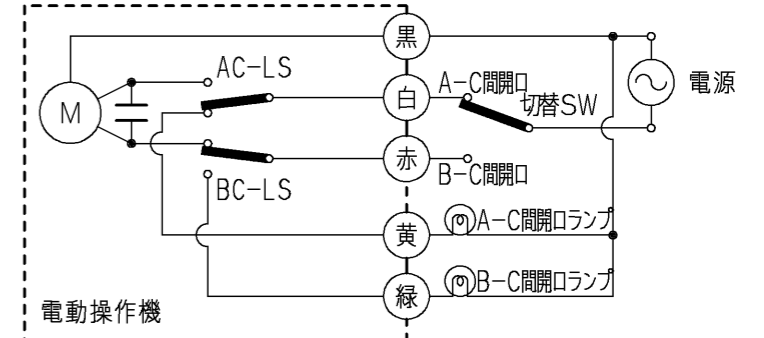 黒
AC-LS
白
A-C間開口
切替SW
電源
M
赤
B-C間開口
BC-LS
黄
A-C間開口ランプ
緑
B-C間開口ランプ
電動操作機